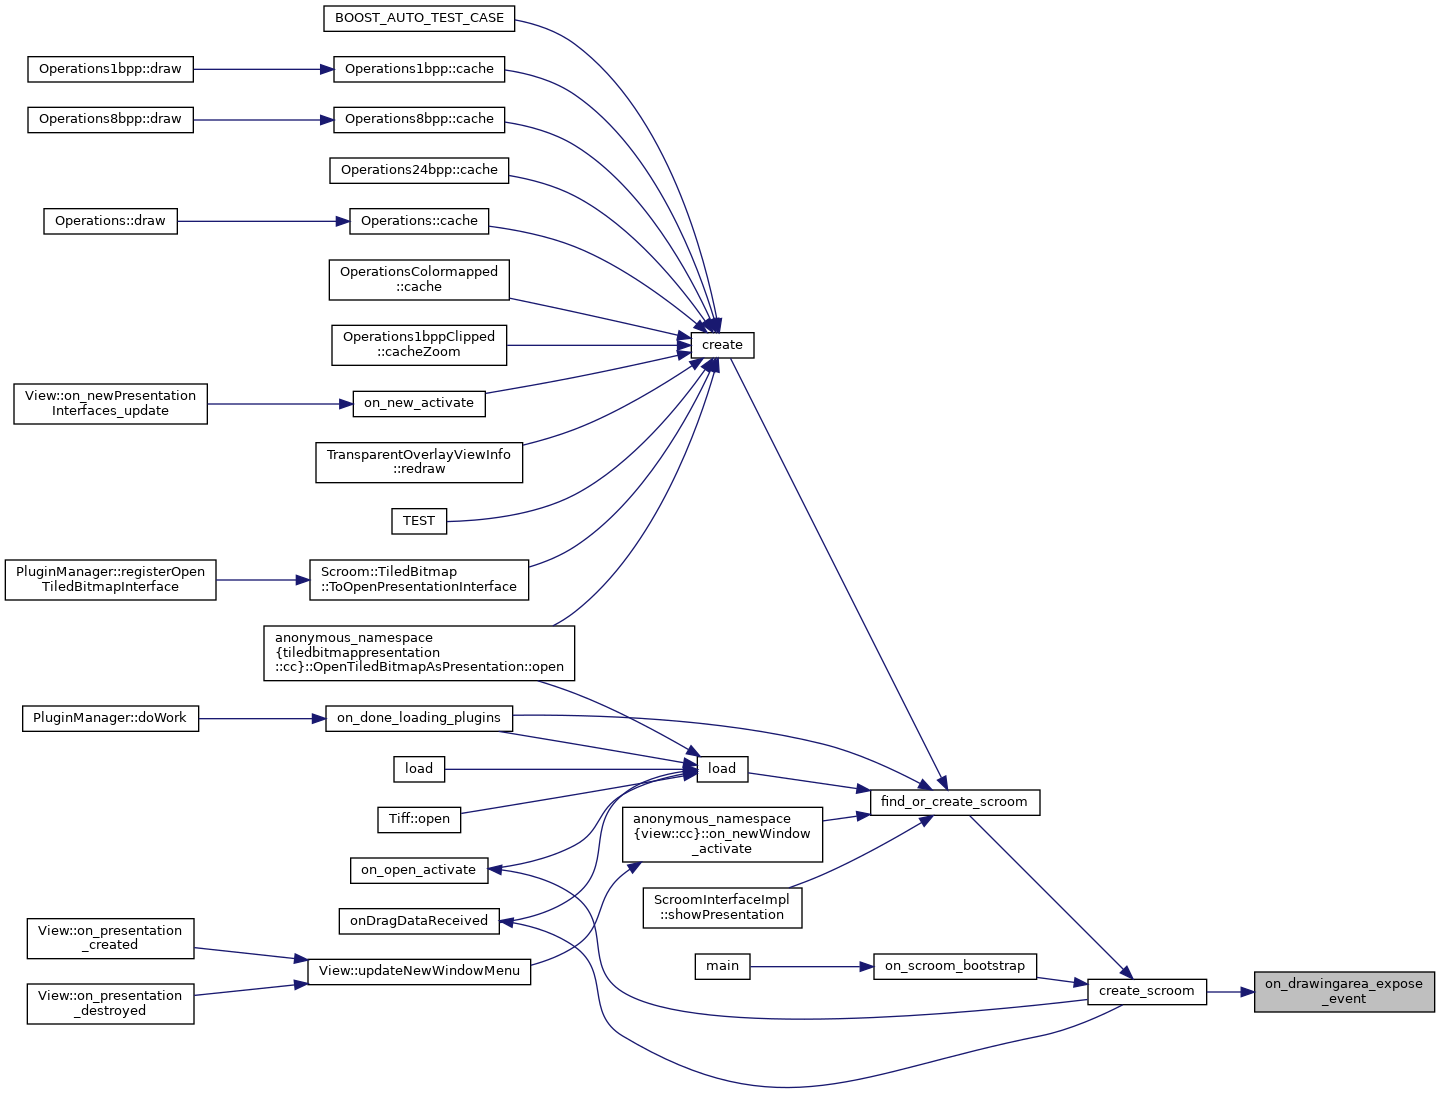 BOOST_AUTO_TEST_CASE
Operations1bpp::draw
Operations1bpp::cache
Operations8bpp::draw
Operations8bpp::cache
Operations24bpp::cache
Operations::draw
Operations::cache
OperationsColormapped
::cache
Operations1bppClipped
::cacheZoom
create
View::on_newPresentation
Interfaces_update
on_new_activate
TransparentOverlayViewInfo
::redraw
TEST
PluginManager::registerOpen
TiledBitmapInterface
Scroom::TiledBitmap
::ToOpenPresentationInterface
anonymous_namespace
{tiledbitmappresentation
::cc}::OpenTiledBitmapAsPresentation::open
PluginManager::doWork
on_done_loading_plugins
load
load
Tiff::open
find_or_create_scroom
anonymous_namespace
{view::cc}::on_newWindow
_activate
on_open_activate
ScroomInterfaceImpl
::showPresentation
onDragDataReceived
View::on_presentation
_created
View::updateNewWindowMenu
View::on_presentation
_destroyed
main
on_scroom_bootstrap
create_scroom
on_drawingarea_expose
_event